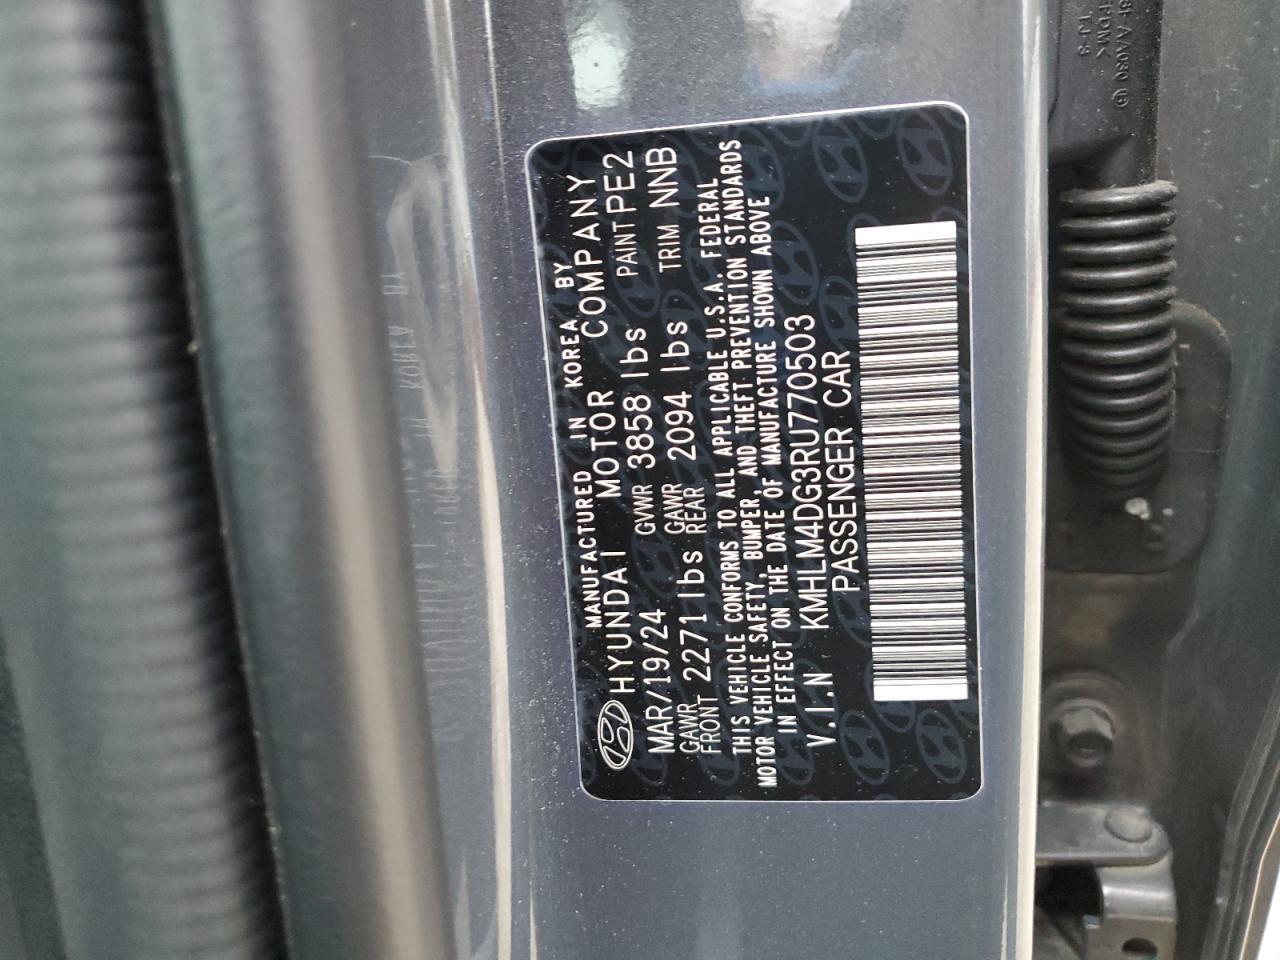 MANUFACTURED IN KOREA BY
HYUNDAI MOTOR COMPANY
MAR/19/24 GVWR 3858 lbs PAINT PE2
GAWR FRONT 2271 lbs GAWR REAR 2094 lbs TRIM NNB
THIS VEHICLE CONFORMS TO ALL APPLICABLE U.S.A. FEDERAL
MOTOR VEHICLE SAFETY, BUMPER, AND THEFT PREVENTION STANDARDS
IN EFFECT ON THE DATE OF MANUFACTURE SHOWN ABOVE
V.I.N KMHLM4DG3RU770503
PASSENGER CAR
TJ-3